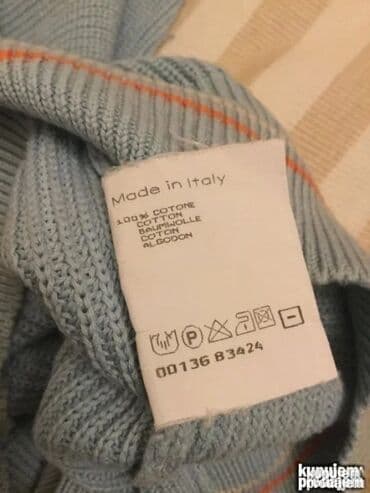 Made in Italy
100% COTONE
COTTON
BAUMWOLLE
COTON
ALGODON
P
00136 83424
kupujem
prodajem